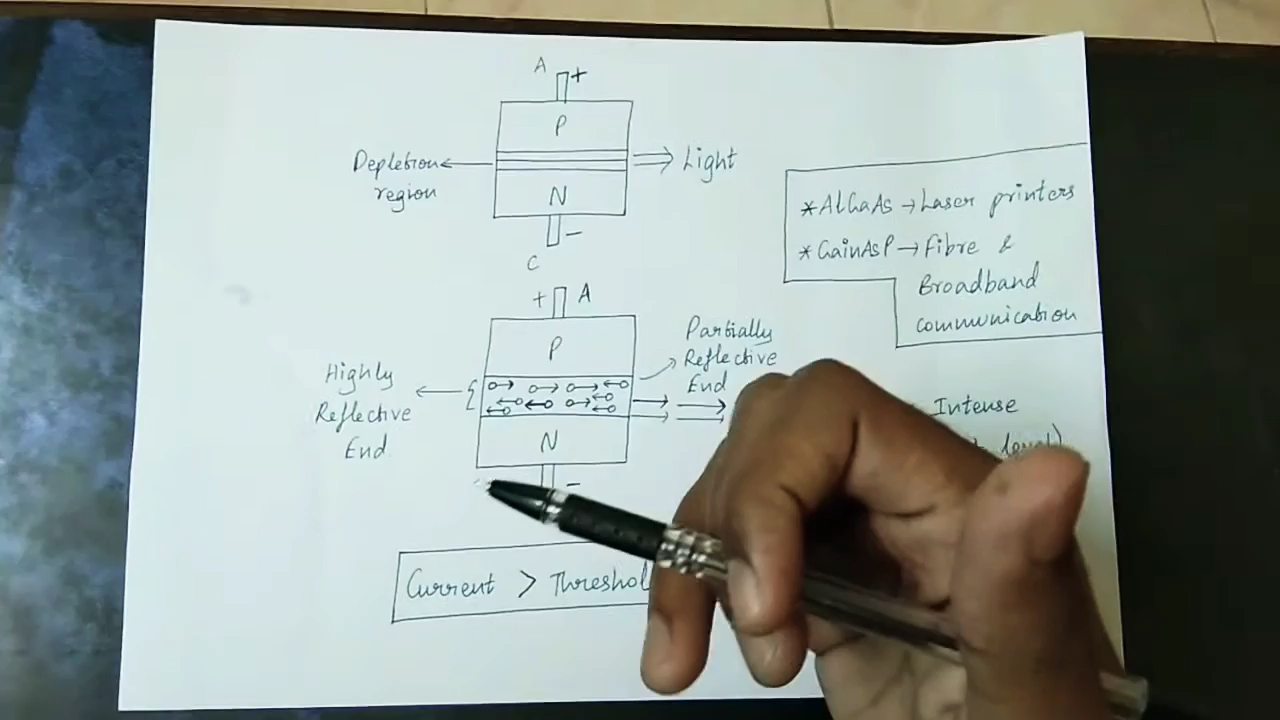 A +
P
Depletion
region
Light
N
-
C
*AlGaAs → Laser printers
*GainAsP → Fibre &
Broadband
communication
+ A
P
Partially
Reflective
End
Highly
Reflective
End
N
-
Intense
level)
Current > Threshol